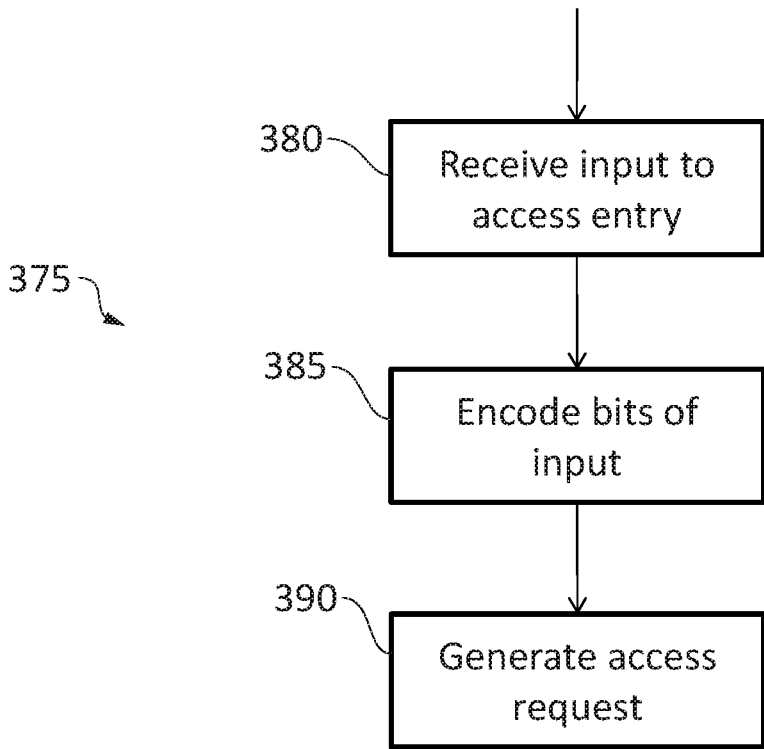 380
Receive input to
access entry
375
385
Encode bits of
input
390
Generate access
request